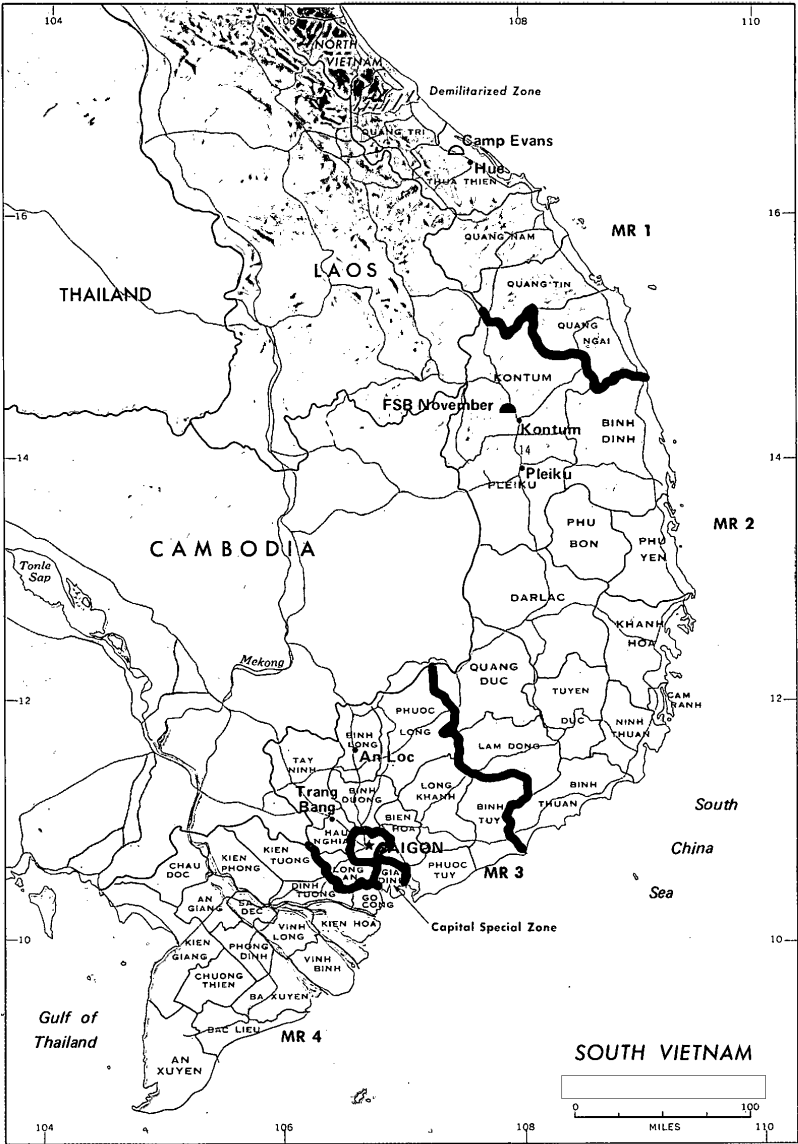 104
106
108
110
NORTH
VIETNAM
Demilitarized Zone
QUANG TRI
Camp Evans
Hue
THUA THIEN
16
16
MR 1
QUANG NAM
LAOS
THAILAND
QUANG TIN
QUANG
NGAI
KONTUM
FSB November
BINH
DINH
Kontum
14
14
14
Pleiku
PLEIKU
MR 2
PHU
BON
CAMBODIA
PHU
YEN
Tonle
Sap
DARLAC
KHANH
HOA
Mekong
QUANG
DUC
TUYEN
DUC
CAM
RANH
12
12
PHUOC
LONG
NINH
THUAN
BINH
LONG
An Loc
LAM DONG
TAY
NINH
LONG
KHANH
BINH
THUAN
Trang
Bang
BINH
DUONG
BINH
TUY
South
China
Sea
BIEN
HOA
HAU
NGHIA
SAIGON
KIEN
TUONG
KIEN
PHONG
CHAU
DOC
LONG
AN
GIA
DINH
PHUOC
TUY
MR 3
DINH
TUONG
GO
CONG
AN
GIANG
SA
DEC
KIEN HOA
Capital Special Zone
VINH
LONG
10
10
KIEN
GIANG
PHONG
DINH
VINH
BINH
CHUONG
THIEN
BA XUYEN
Gulf of
Thailand
BAC LIEU
MR 4
AN
XUYEN
SOUTH VIETNAM
0
100
MILES
104
106
108
110